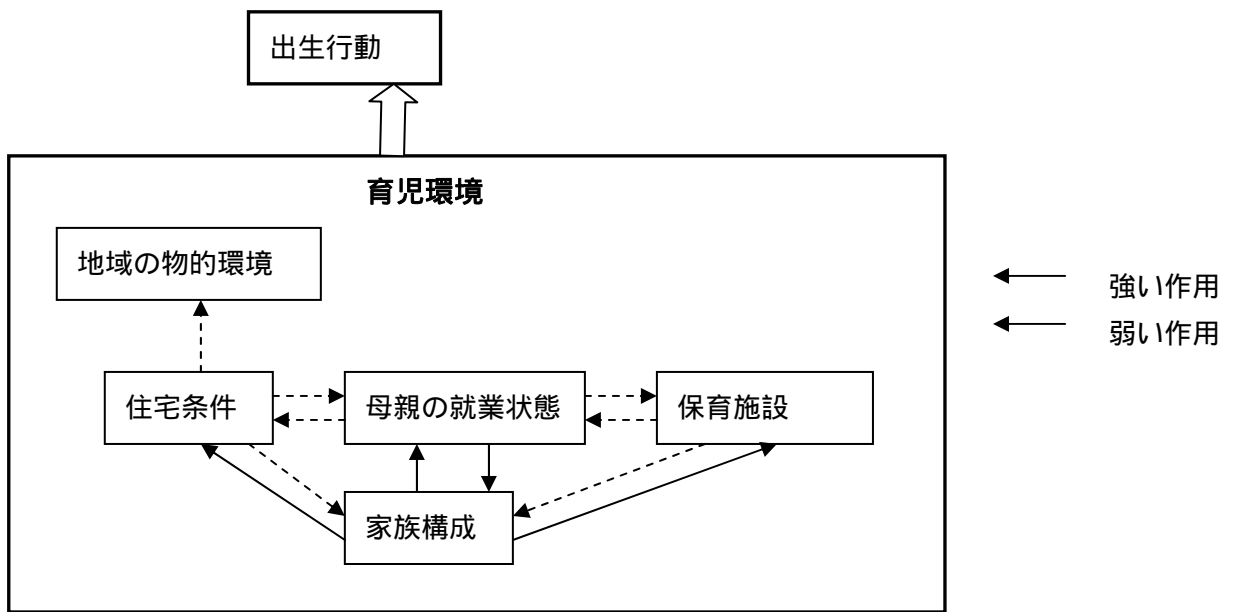 出生行動
育児環境
地域の物的環境
強い作用
弱い作用
住宅条件
母親の就業状態
保育施設
家族構成